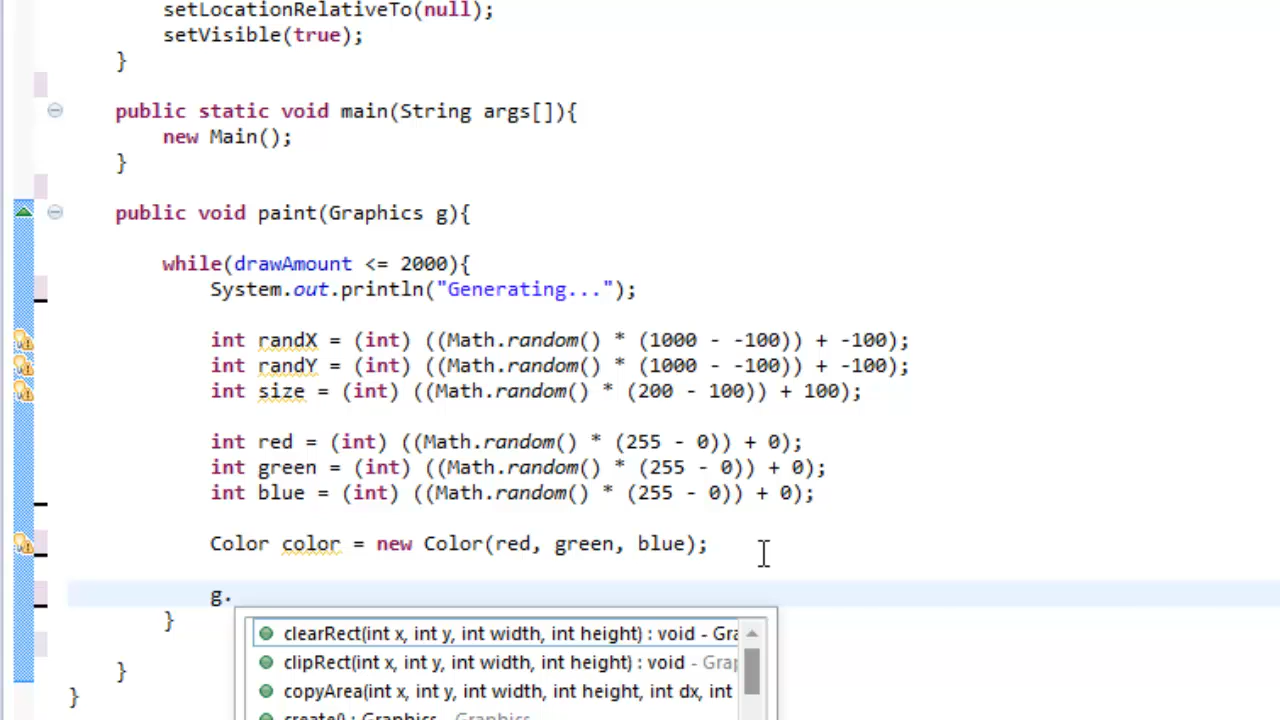 setLocationRelativeTo(null);
setVisible(true);
}
public static void main(String args[]){
new Main();
}
public void paint(Graphics g){
while(drawAmount <= 2000){
System.out.println("Generating...");
int randX = (int) ((Math.random() * (1000 - -100)) + -100);
int randY = (int) ((Math.random() * (1000 - -100)) + -100);
int size = (int) ((Math.random() * (200 - 100)) + 100);
int red = (int) ((Math.random() * (255 - 0)) + 0);
int green = (int) ((Math.random() * (255 - 0)) + 0);
int blue = (int) ((Math.random() * (255 - 0)) + 0);
Color color = new Color(red, green, blue);
g.
}
clearRect(int x, int y, int width, int height) : void - Gra
clipRect(int x, int y, int width, int height) : void - Grap
}
copyArea(int x, int y, int width, int height, int dx, int
}
create() : Graphics - Graphics